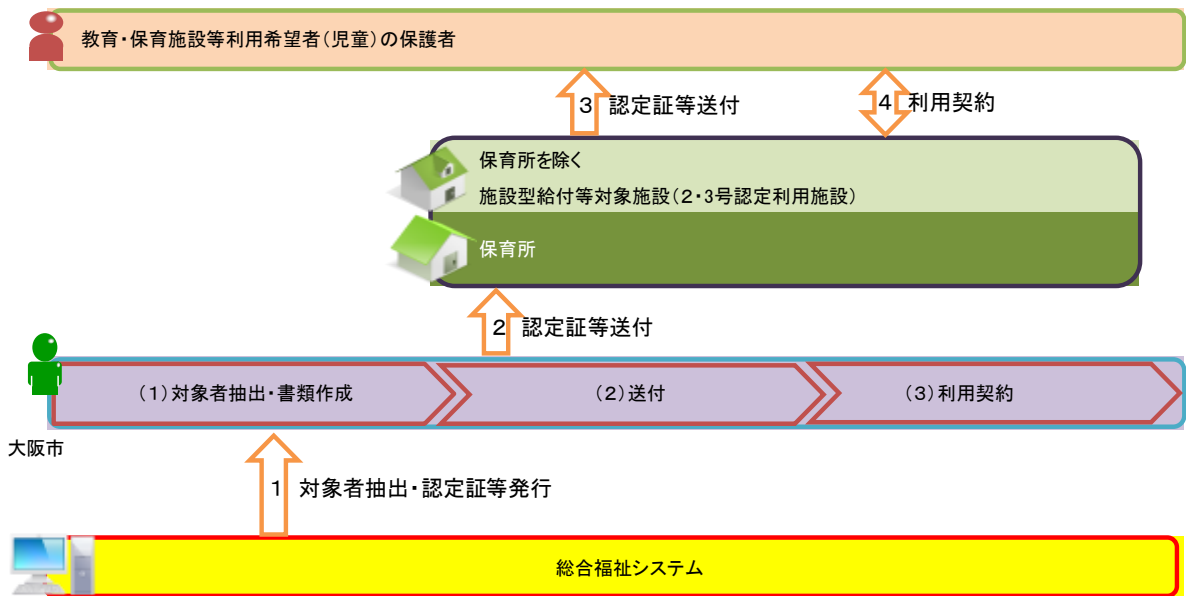 教育・保育施設等利用希望者（児童）の保護者
3 認定証等送付
4 利用契約
保育所を除く
施設型給付等対象施設（2・3号認定利用施設）
保育所
2 認定証等送付
（1）対象者抽出・書類作成
（2）送付
（3）利用契約
大阪市
1 対象者抽出・認定証等発行
総合福祉システム